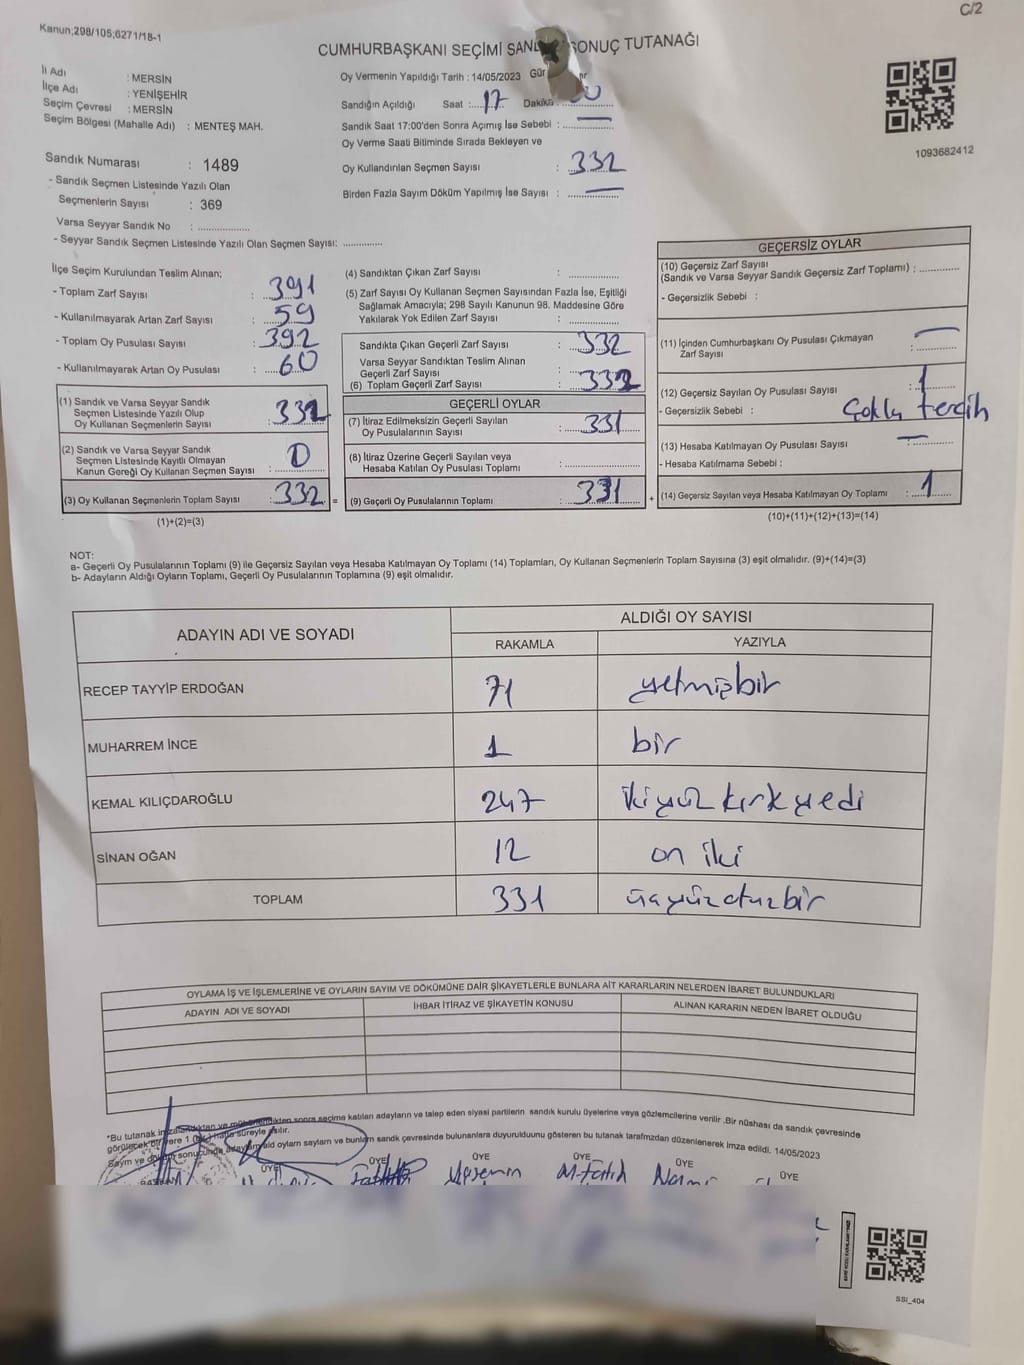 C/2
Kanun;298/105;6271/18-1
CUMHURBAŞKANI SEÇİMİ SANDIK SONUÇ TUTANAĞI
İl Adı : MERSİN
İlçe Adı : YENİŞEHİR
Seçim Çevresi : MERSİN
Seçim Bölgesi (Mahalle Adı) : MENTEŞ MAH.
Sandık Numarası : 1489
- Sandık Seçmen Listesinde Yazılı Olan
Seçmenlerin Sayısı : 369
Varsa Seyyar Sandık No : ..................
- Seyyar Sandık Seçmen Listesinde Yazılı Olan Seçmen Sayısı: .............
Oy Vermenin Yapıldığı Tarih : 14/05/2023
Sandığın Açıldığı Saat : 17 Dakika
Sandık Saat 17:00'den Sonra Açımış İse Sebebi : —
Oy Verme Saati Bitiminde Sırada Bekleyen ve
Oy Kullandırılan Seçmen Sayısı : 332
Birden Fazla Sayım Döküm Yapılmış İse Sayısı : —
1093682412
İlçe Seçim Kurulundan Teslim Alınan;
- Toplam Zarf Sayısı : 391
- Kullanılmayarak Artan Zarf Sayısı : 59
- Toplam Oy Pusulası Sayısı : 392
- Kullanılmayarak Artan Oy Pusulası : 60
(1) Sandık ve Varsa Seyyar Sandık
Seçmen Listesinde Yazılı Olup
Oy Kullanan Seçmenlerin Sayısı : 332
(2) Sandık ve Varsa Seyyar Sandık
Seçmen Listesinde Kayıtlı Olmayan
Kanun Gereği Oy Kullanan Seçmen Sayısı : 0
(3) Oy Kullanan Seçmenlerin Toplam Sayısı : 332 =
(1)+(2)=(3)
(4) Sandıktan Çıkan Zarf Sayısı : ..............
(5) Zarf Sayısı Oy Kullanan Seçmen Sayısından Fazla İse, Eşitliği
Sağlamak Amacıyla; 298 Sayılı Kanunun 98. Maddesine Göre
Yakılarak Yok Edilen Zarf Sayısı : ..............
Sandıkta Çıkan Geçerli Zarf Sayısı : 332
Varsa Seyyar Sandıktan Teslim Alınan
Geçerli Zarf Sayısı :
(6) Toplam Geçerli Zarf Sayısı : 332
GEÇERLİ OYLAR
(7) İtiraz Edilmeksizin Geçerli Sayılan
Oy Pusulalarının Sayısı : 331
(8) İtiraz Üzerine Geçerli Sayılan veya
Hesaba Katılan Oy Pusulası Toplamı : ..............
(9) Geçerli Oy Pusulalarının Toplamı : 331 +
GEÇERSİZ OYLAR
(10) Geçersiz Zarf Sayısı
(Sandık ve Varsa Seyyar Sandık Geçersiz Zarf Toplamı) : ............
- Geçersizlik Sebebi :
(11) İçinden Cumhurbaşkanı Oy Pusulası Çıkmayan
Zarf Sayısı : —
(12) Geçersiz Sayılan Oy Pusulası Sayısı : 1
- Geçersizlik Sebebi : Çoklu tercih
(13) Hesaba Katılmayan Oy Pusulası Sayısı : —
- Hesaba Katılmama Sebebi :
(14) Geçersiz Sayılan veya Hesaba Katılmayan Oy Toplamı : 1
(10)+(11)+(12)+(13)=(14)
NOT:
a- Geçerli Oy Pusulalarının Toplamı (9) ile Geçersiz Sayılan veya Hesaba Katılmayan Oy Toplamı (14) Toplamları, Oy Kullanan Seçmenlerin Toplam Sayısına (3) eşit olmalıdır. (9)+(14)=(3)
b- Adayların Aldığı Oyların Toplamı, Geçerli Oy Pusulalarının Toplamına (9) eşit olmalıdır.
ADAYIN ADI VE SOYADI ALDIĞI OY SAYISI
RAKAMLA YAZIYLA
RECEP TAYYİP ERDOĞAN 71 yetmişbir
MUHARREM İNCE 1 bir
KEMAL KILIÇDAROĞLU 247 ikiyüz kırk yedi
SİNAN OĞAN 12 on iki
TOPLAM 331 üçyüzotuzbir
OYLAMA İŞ VE İŞLEMLERİNE VE OYLARIN SAYIM VE DÖKÜMÜNE DAİR ŞİKAYETLERLE BUNLARA AİT KARARLARIN NELERDEN İBARET BULUNDUKLARI
ADAYIN ADI VE SOYADI İHBAR İTİRAZ VE ŞİKAYETİN KONUSU ALINAN KARARIN NEDEN İBARET OLDUĞU
*Bu tutanak imzalandıktan ve mühürlendikten sonra seçime katılan adayların ve talep eden siyasi partilerin sandık kurulu üyelerine veya gözlemcilerine verilir .Bir nüshası da sandık çevresinde
görülecek bir yere 1 (bir) hafta süreyle asılır.
Sayım ve döküm sonucunda adayların ald oyların sayların ve bunların sandık çevresinde bulunanlara duyurulduunu gösteren bu tutanak tarafımzdan düzenlenerek imza edildi. 14/05/2023
ÜYE ÜYE ÜYE ÜYE ÜYE ÜYE
Yasemin M.Fatih
SSI_404